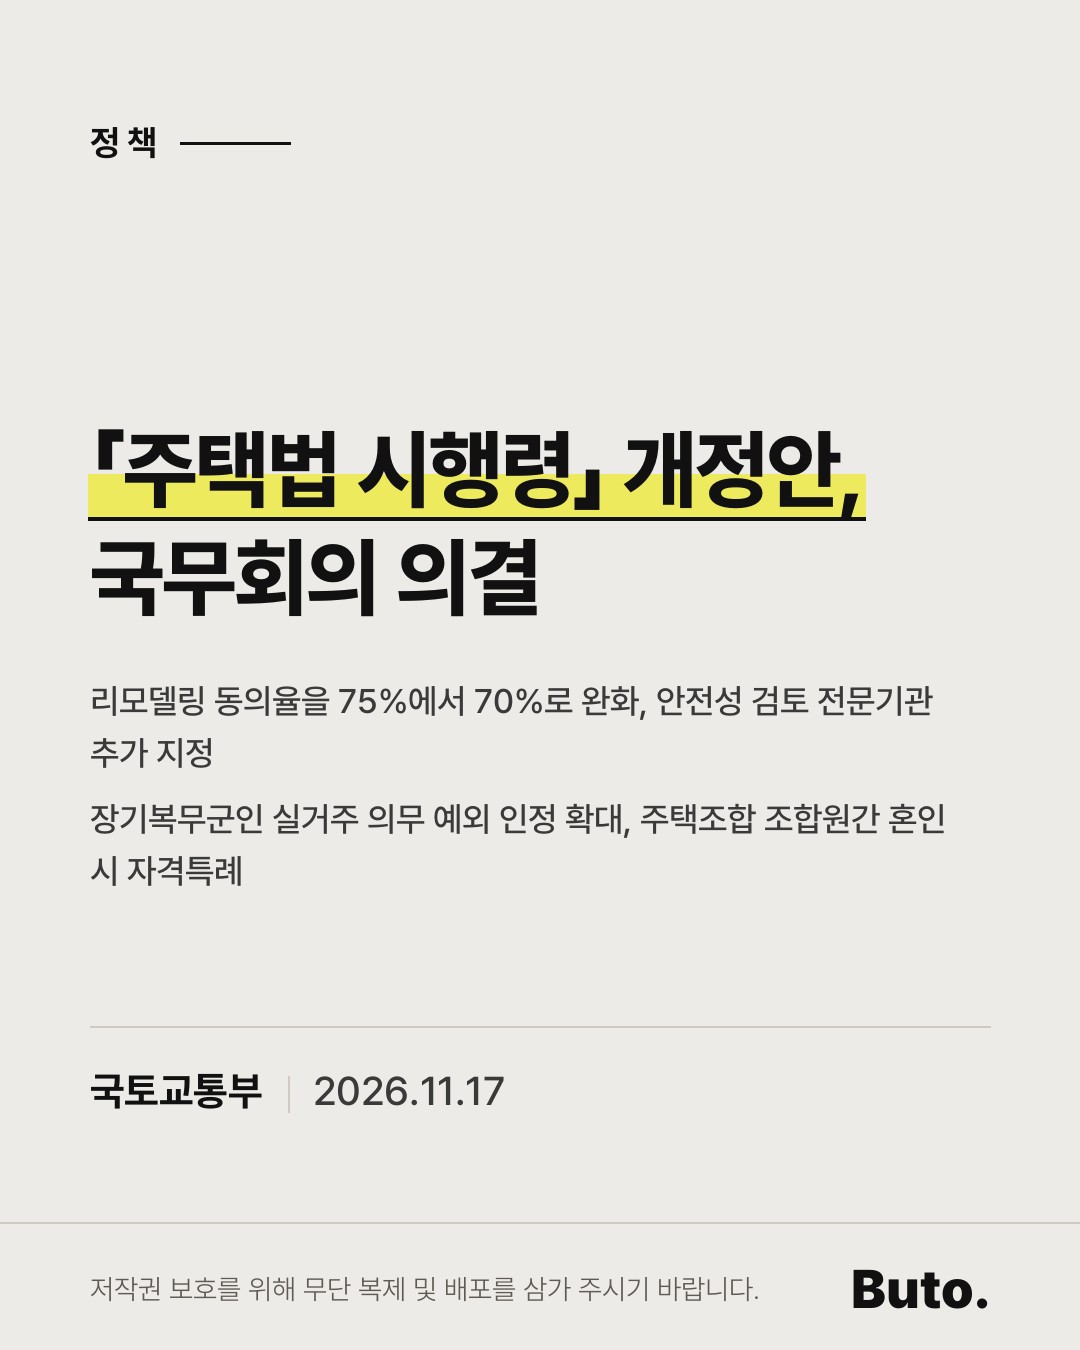 정책
「주택법 시행령」 개정안,
국무회의 의결
리모델링 동의율을 75%에서 70%로 완화, 안전성 검토 전문기관
추가 지정
장기복무군인 실거주 의무 예외 인정 확대, 주택조합 조합원간 혼인
시 자격특례
국토교통부 2026.11.17
저작권 보호를 위해 무단 복제 및 배포를 삼가 주시기 바랍니다.
Buto.